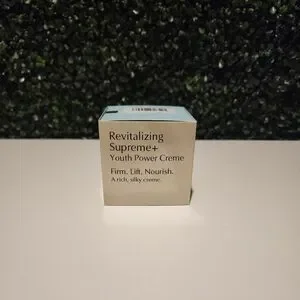 Revitalizing
Supreme+
Youth Power Creme
Firm. Lift. Nourish.
A rich, silky creme.